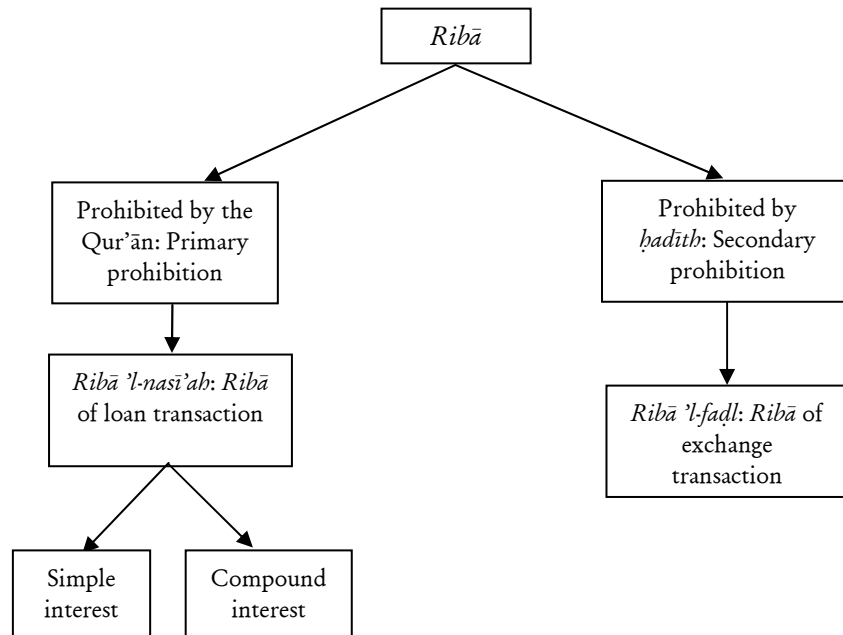 Ribā
Prohibited by the
Qur’ān: Primary
prohibition
Prohibited by
ḥadīth: Secondary
prohibition
Ribā ’l-nasī’ah: Ribā
of loan transaction
Ribā ’l-faḍl: Ribā of
exchange
transaction
Simple
interest
Compound
interest